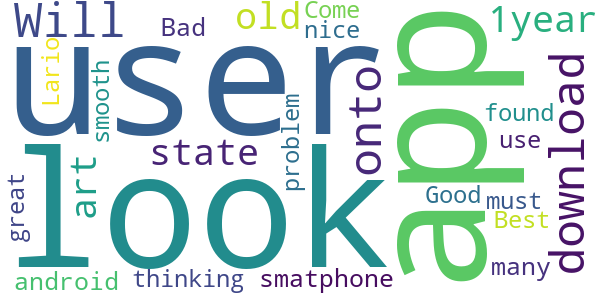 Will
Bad
old
Come
nice
1year
user
Lario
smooth
app
look
state
problem
onto
art
great
found
use
download
Good
must
Best
many
android
thinking
smatphone